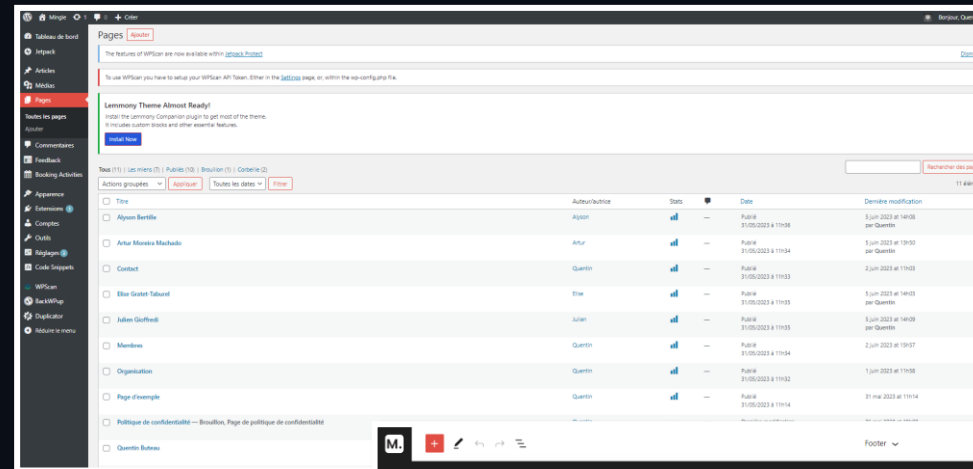 Mingle 1 0 Créer Bonjour, Quen
Tableau de bord
Jetpack
Articles
Médias
Pages
Toutes les pages
Ajouter
Commentaires
Feedback
Booking Activities
Apparence
Extensions
Comptes
Outils
Réglages
Code Snippets
WPScan
BackWPup
Duplicator
Réduire le menu
Pages Ajouter
The features of WPScan are now available within Jetpack Protect
To use WPScan you have to setup your WPScan API Token. Either in the Settings page, or, within the wp-config.php file.
Lemmony Theme Almost Ready!
Install the Lemmony Companion plugin to get most of the theme.
It includes custom blocks and other essential features.
Install Now
Tous (11) | Les miens (7) | Publiés (10) | Brouillon (1) | Corbeille (2)
Rechercher des pa
Actions groupées Appliquer Toutes les dates Filtrer 11 élém
Titre Auteur/autrice Stats Date Dernière modification
Alyson Bertille Alyson — Publié 5 juin 2023 at 14h08
31/05/2023 à 11h36 par Quentin
Artur Moreira Machado Artur — Publié 5 juin 2023 at 13h50
31/05/2023 à 11h34 par Quentin
Contact Quentin — Publié 2 juin 2023 at 11h03
31/05/2023 à 11h33
Elise Gratet-Taburel Elise — Publié 5 juin 2023 at 14h03
31/05/2023 à 11h35 par Quentin
Julien Gioffredi Julien — Publié 5 juin 2023 at 14h09
31/05/2023 à 11h35 par Quentin
Membres Quentin — Publié 2 juin 2023 at 15h57
31/05/2023 à 11h34
Organisation Quentin — Publié 1 juin 2023 at 11h56
31/05/2023 à 11h32
Page d'exemple Quentin — Publié 31 mai 2023 at 11h14
31/05/2023 à 11h14
Politique de confidentialité — Brouillon, Page de politique de confidentialité
Quentin Buteau
M. Footer